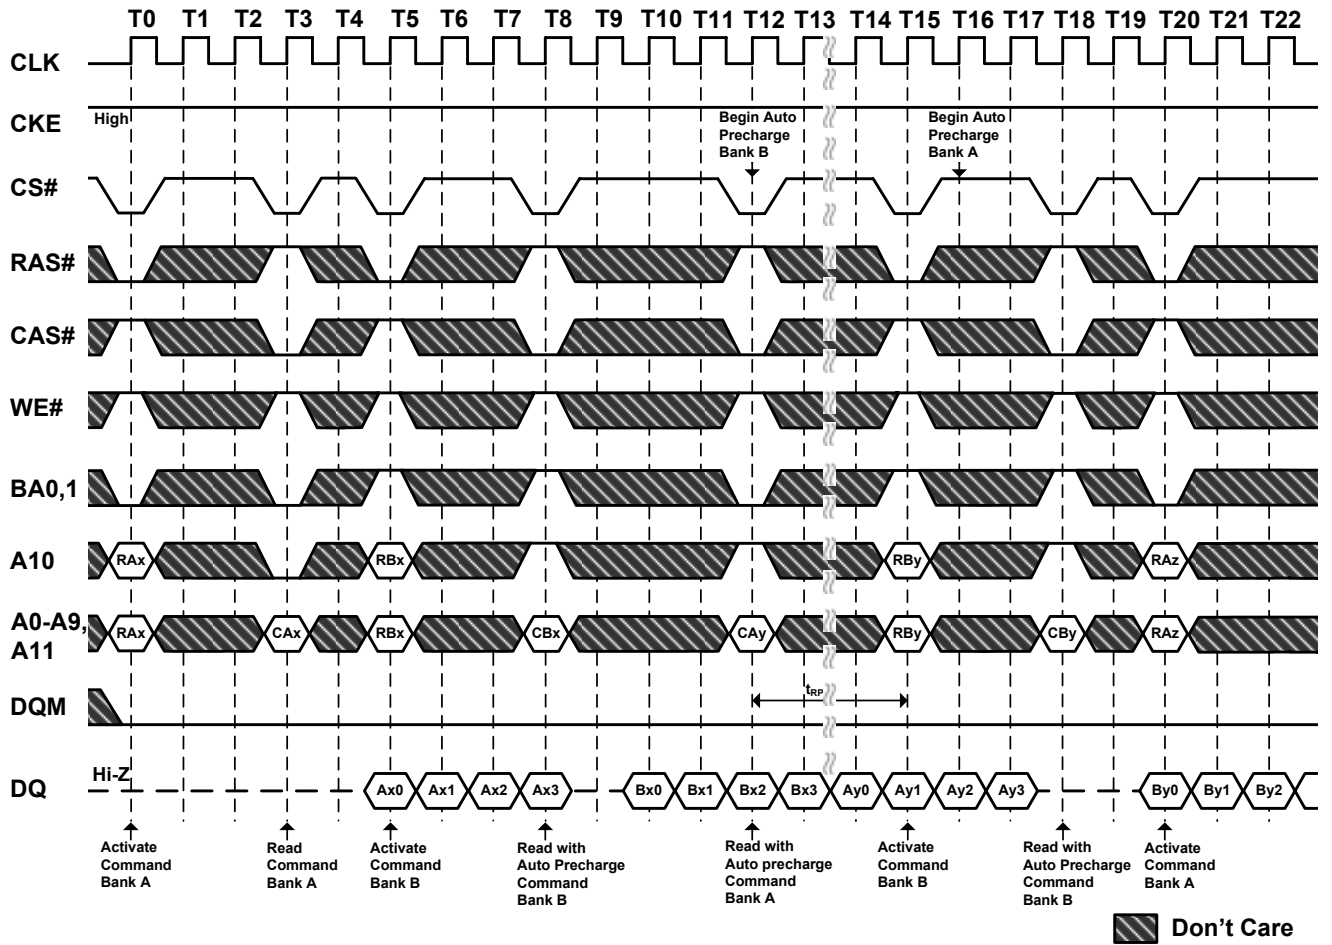 T0 T1 T2 T3 T4 T5 T6 T7 T8 T9 T10 T11 T12 T13 T14 T15 T16 T17 T18 T19 T20 T21 T22
CLK
CKE
High
Begin Auto
Precharge
Bank B
Begin Auto
Precharge
Bank A
CS#
RAS#
CAS#
WE#
BA0,1
A10
RAx RBx RBy RAz
A0-A9,
A11
RAx CAx RBx CBx CAy RBy CBy RAz
DQM
tRP
DQ
Hi-Z
Ax0 Ax1 Ax2 Ax3 Bx0 Bx1 Bx2 Bx3 Ay0 Ay1 Ay2 Ay3 By0 By1 By2
Activate
Command
Bank A
Read
Command
Bank A
Activate
Command
Bank B
Read with
Auto Precharge
Command
Bank B
Read with
Auto precharge
Command
Bank A
Activate
Command
Bank B
Read with
Auto Precharge
Command
Bank B
Activate
Command
Bank A
Don't Care